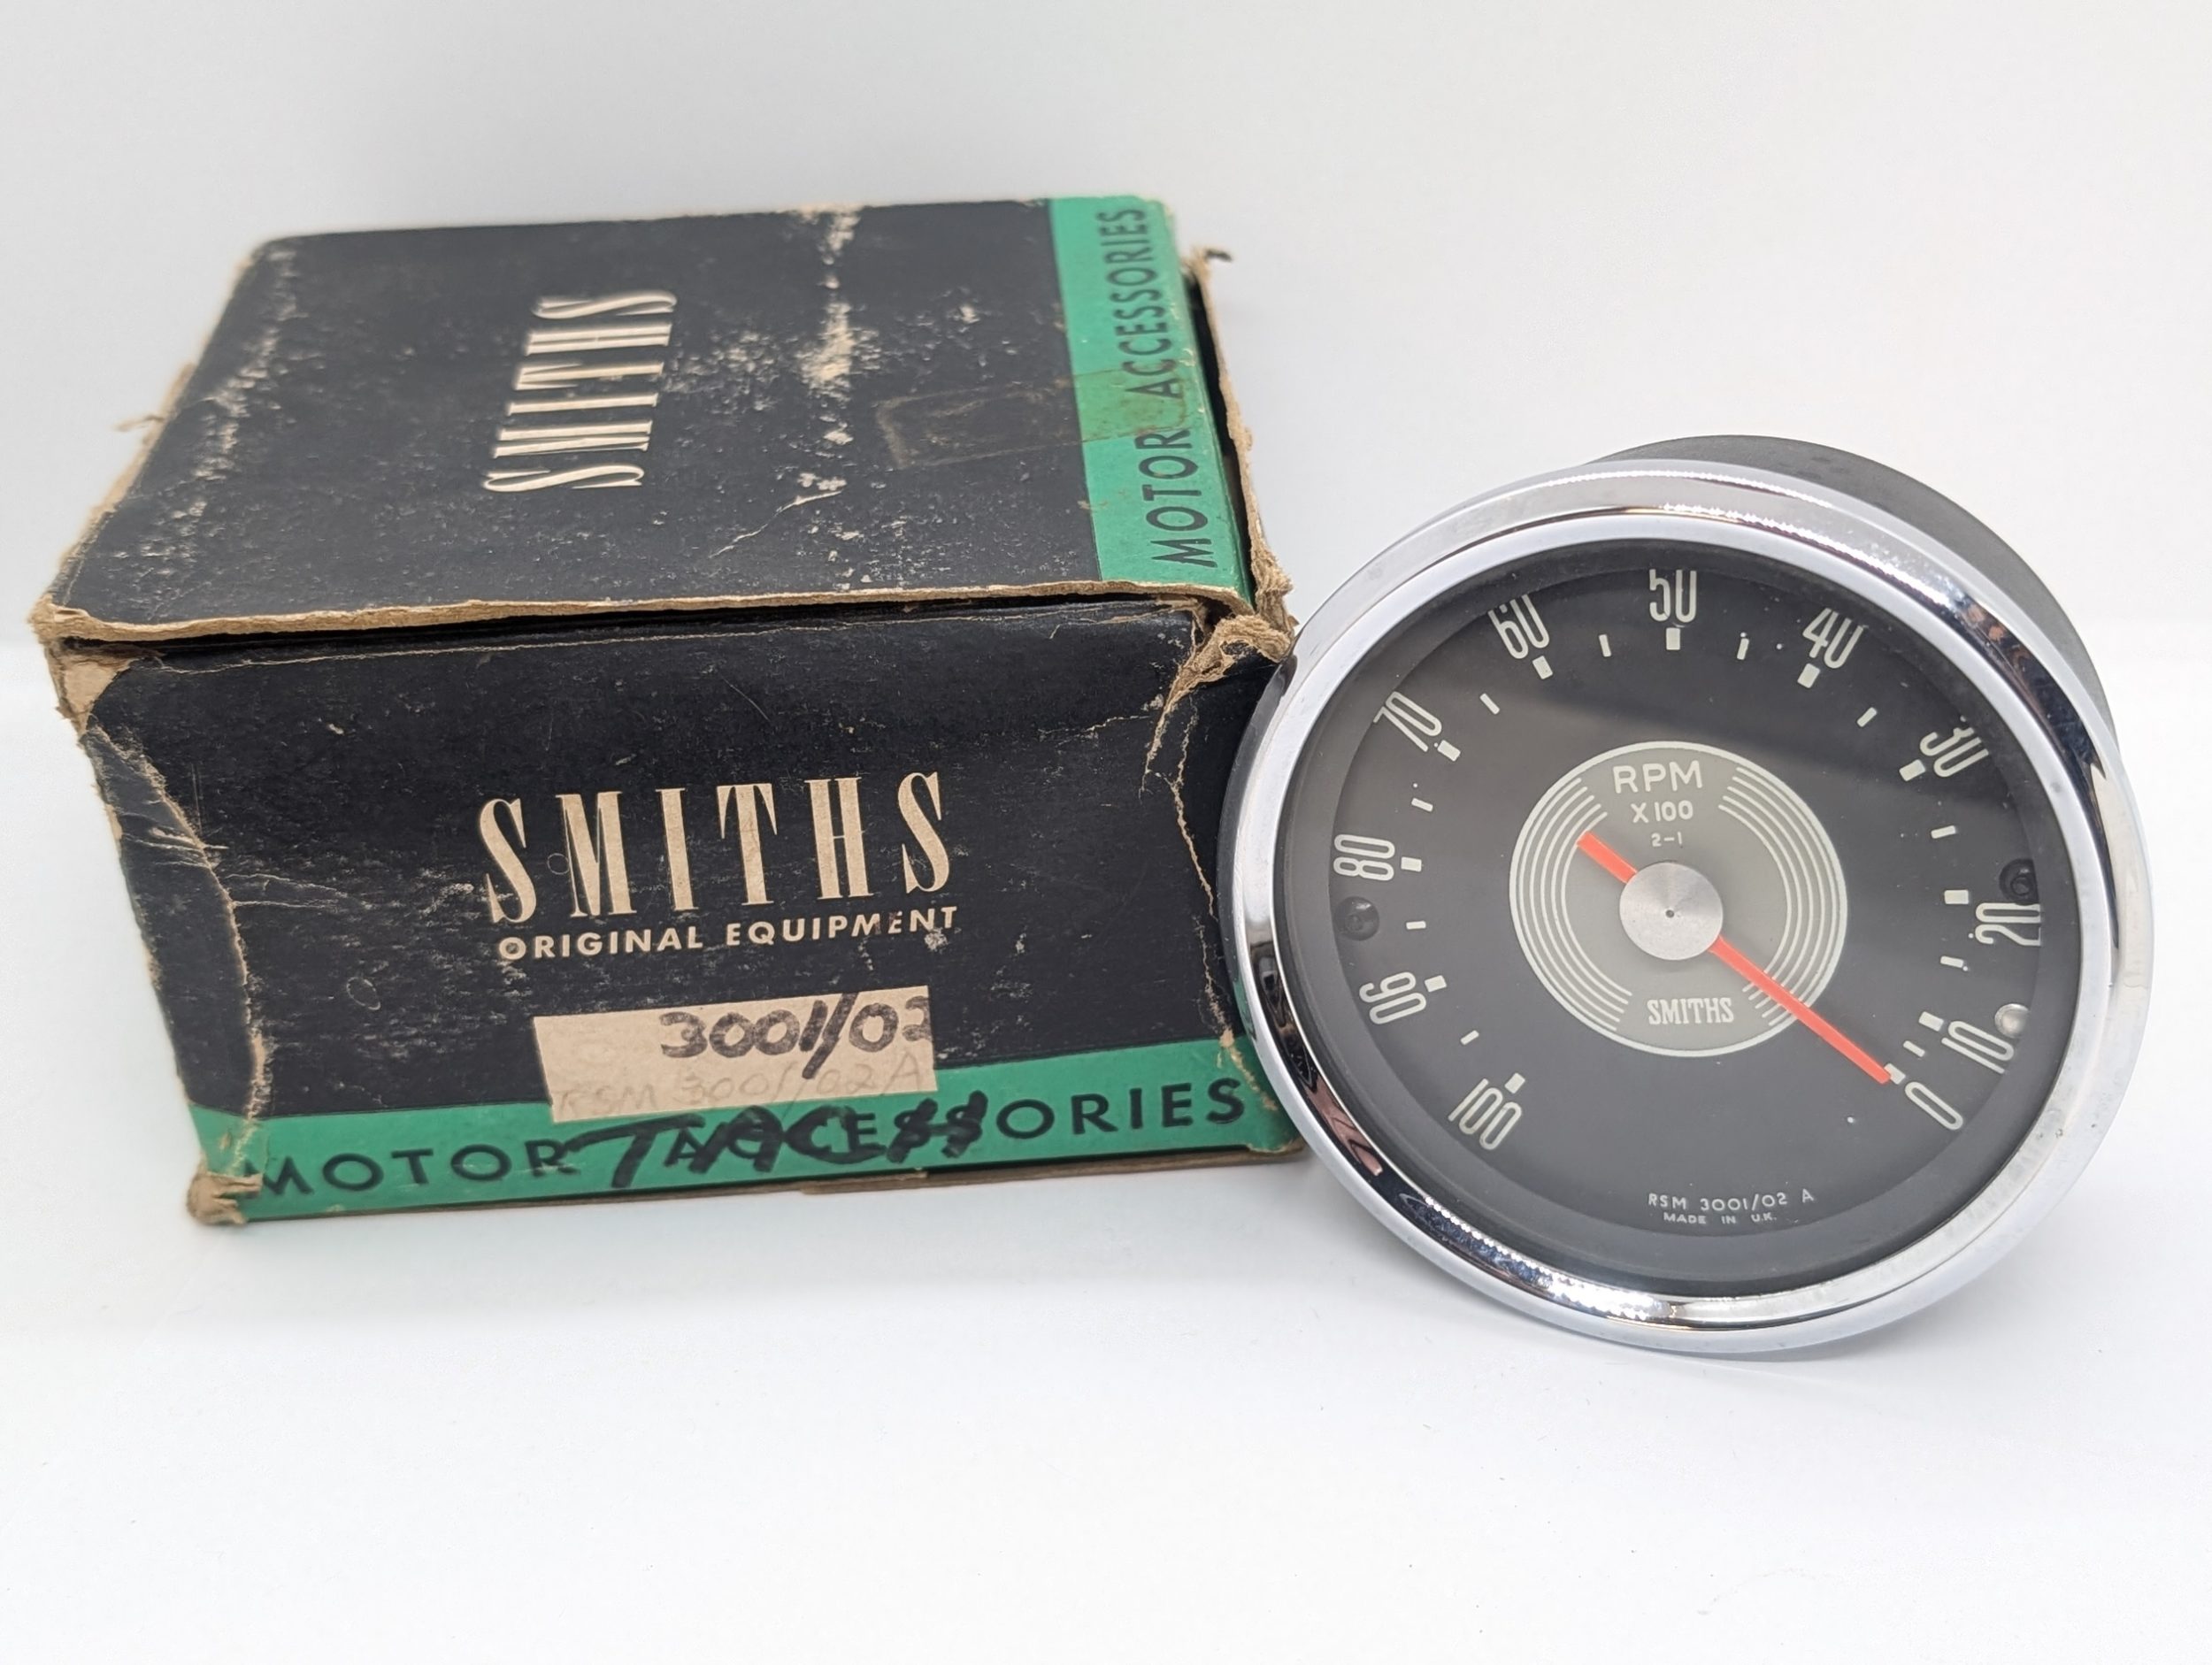 SMITHS
MOTOR ACCESSORIES
SMITHS
ORIGINAL EQUIPMENT
3001/02
RSM 3001/02A
MOTOR ACCESSORIES
TACS
0
10
20
30
40
50
60
70
80
90
100
RPM
X100
2-1
SMITHS
RSM 3001/02 A
MADE IN U.K.